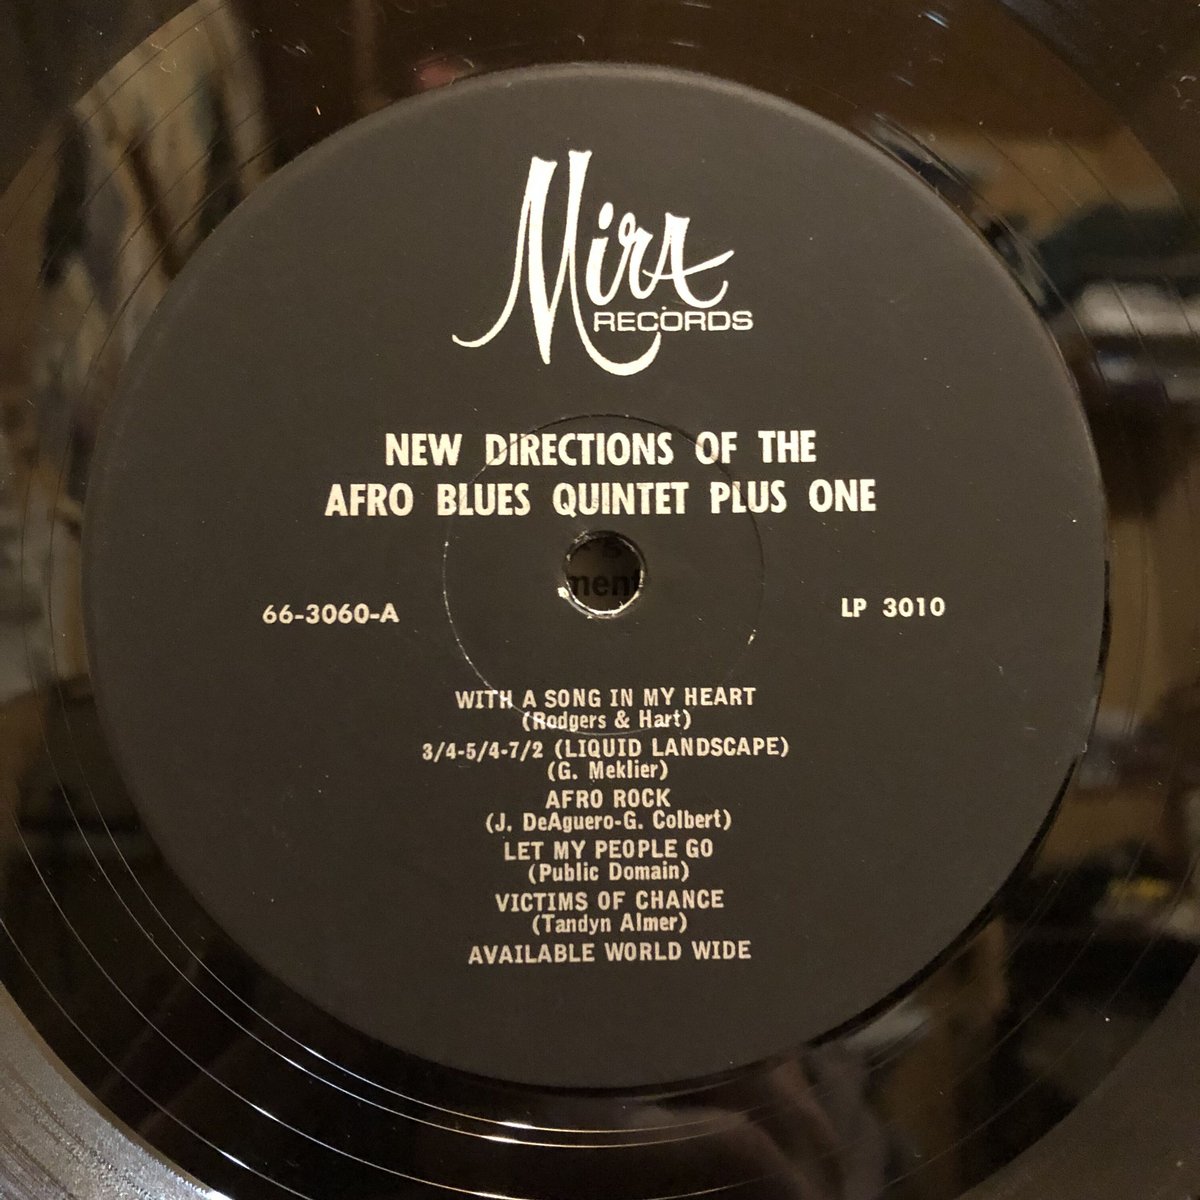 Mira
RECORDS
NEW DIRECTIONS OF THE
AFRO BLUES QUINTET PLUS ONE
66-3060-A
LP 3010
WITH A SONG IN MY HEART
(Rodgers & Hart)
3/4-5/4-7/2 (LIQUID LANDSCAPE)
(G. Meklier)
AFRO ROCK
(J. DeAguero-G. Colbert)
LET MY PEOPLE GO
(Public Domain)
VICTIMS OF CHANCE
(Tandyn Almer)
AVAILABLE WORLD WIDE